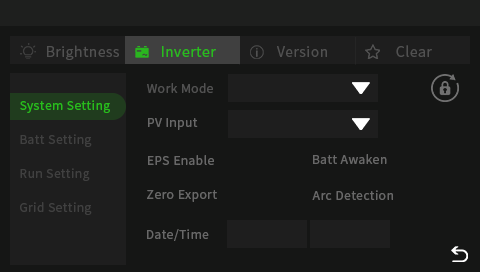 Brightness Inverter Version Clear
System Setting
Batt Setting
Run Setting
Grid Setting
Work Mode
PV Input
EPS Enable Batt Awaken
Zero Export Arc Detection
Date/Time